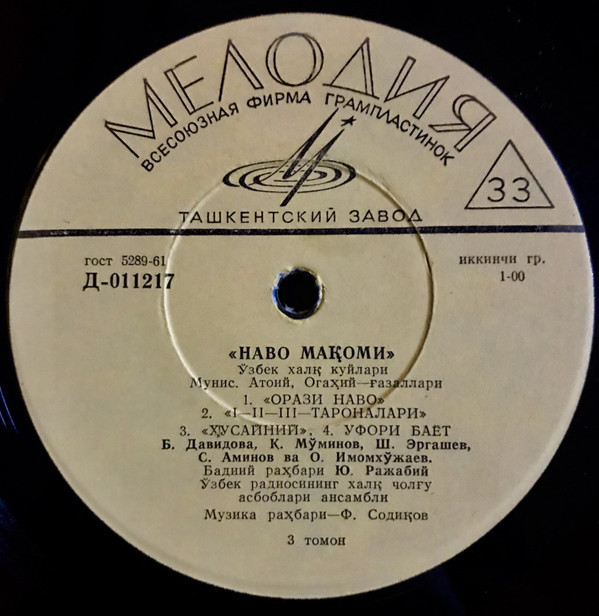 МЕЛОДИЯ
ВСЕСОЮЗНАЯ ФИРМА ГРАМПЛАСТИНОК
33
ТАШКЕНТСКИЙ ЗАВОД
гост 5289-61
Д-011217
иккинчи гр.
1-00
«НАВО МАҚОМИ»
Ўзбек халқ куйлари
Мунис. Атоий, Огаҳий—ғазаллари
1. «ОРАЗИ НАВО»
2. «I—II—III—ТАРОНАЛАРИ»
3. «ҲУСАЙНИЙ», 4. УФОРИ БАЁТ
Б. Давидова, Қ. Мўминов, Ш. Эргашев,
С. Аминов ва О. Имомхўжаев.
Бадиий раҳбари Ю. Ражабий
Ўзбек радиосининг халқ чолғу
асбоблари ансамбли
Музика раҳбари—Ф. Содиқов
3 томон